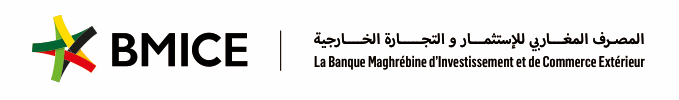 BMICE
المصرف المغاربي للإستثمار و التجارة الخارجية
La Banque Maghrébine d'Investissement et de Commerce Extérieur